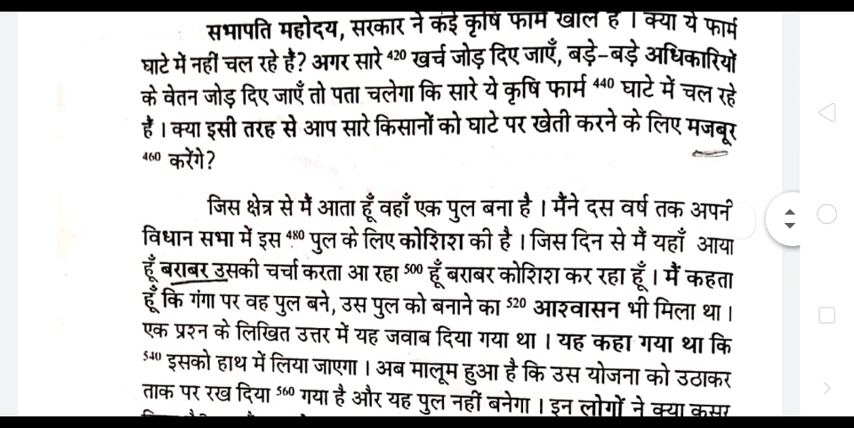 सभापति महोदय, सरकार ने कई कृषि फार्म खोले हैं । क्या ये फार्म
घाटे में नहीं चल रहे हैं? अगर सारे 420 खर्च जोड़ दिए जाएँ, बड़े-बड़े अधिकारियों
के वेतन जोड़ दिए जाएँ तो पता चलेगा कि सारे ये कृषि फार्म 440 घाटे में चल रहे
हैं । क्या इसी तरह से आप सारे किसानों को घाटे पर खेती करने के लिए मजबूर
460 करेंगे?
जिस क्षेत्र से मैं आता हूँ वहाँ एक पुल बना है । मैंने दस वर्ष तक अपनी
विधान सभा में इस 480 पुल के लिए कोशिश की है । जिस दिन से मैं यहाँ आया
हूँ बराबर उसकी चर्चा करता आ रहा 500 हूँ बराबर कोशिश कर रहा हूँ । मैं कहता
हूँ कि गंगा पर वह पुल बने, उस पुल को बनाने का 520 आश्वासन भी मिला था ।
एक प्रश्न के लिखित उत्तर में यह जवाब दिया गया था । यह कहा गया था कि
540 इसको हाथ में लिया जाएगा । अब मालूम हुआ है कि उस योजना को उठाकर
ताक पर रख दिया 560 गया है और यह पुल नहीं बनेगा । इन लोगों ने क्या कसर